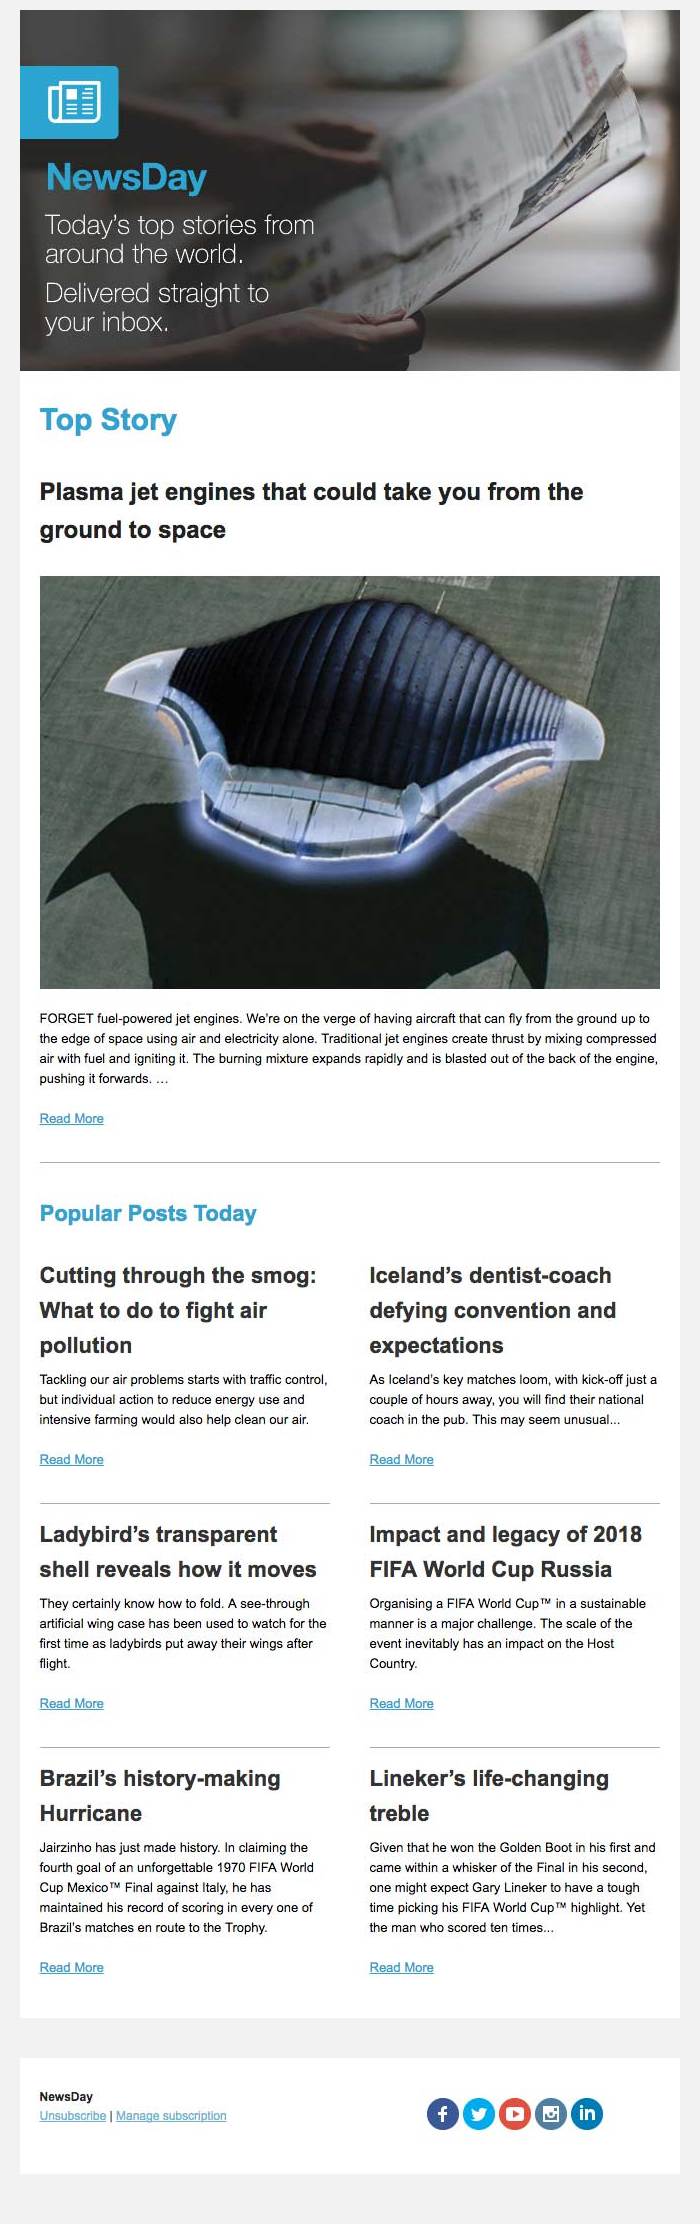 NewsDay
Today’s top stories from
around the world.
Delivered straight to
your inbox.
Top Story
Plasma jet engines that could take you from the
ground to space
FORGET fuel-powered jet engines. We’re on the verge of having aircraft that can fly from the ground up to
the edge of space using air and electricity alone. Traditional jet engines create thrust by mixing compressed
air with fuel and igniting it. The burning mixture expands rapidly and is blasted out of the back of the engine,
pushing it forwards. …
Read More
Popular Posts Today
Cutting through the smog:
What to do to fight air
pollution
Tackling our air problems starts with traffic control,
but individual action to reduce energy use and
intensive farming would also help clean our air.
Read More
Iceland’s dentist-coach
defying convention and
expectations
As Iceland’s key matches loom, with kick-off just a
couple of hours away, you will find their national
coach in the pub. This may seem unusual...
Read More
Ladybird’s transparent
shell reveals how it moves
They certainly know how to fold. A see-through
artificial wing case has been used to watch for the
first time as ladybirds put away their wings after
flight.
Read More
Impact and legacy of 2018
FIFA World Cup Russia
Organising a FIFA World Cup™ in a sustainable
manner is a major challenge. The scale of the
event inevitably has an impact on the Host
Country.
Read More
Brazil’s history-making
Hurricane
Jairzinho has just made history. In claiming the
fourth goal of an unforgettable 1970 FIFA World
Cup Mexico™ Final against Italy, he has
maintained his record of scoring in every one of
Brazil’s matches en route to the Trophy.
Read More
Lineker’s life-changing
treble
Given that he won the Golden Boot in his first and
came within a whisker of the Final in his second,
one might expect Gary Lineker to have a tough
time picking his FIFA World Cup™ highlight. Yet
the man who scored ten times...
Read More
NewsDay
Unsubscribe | Manage subscription